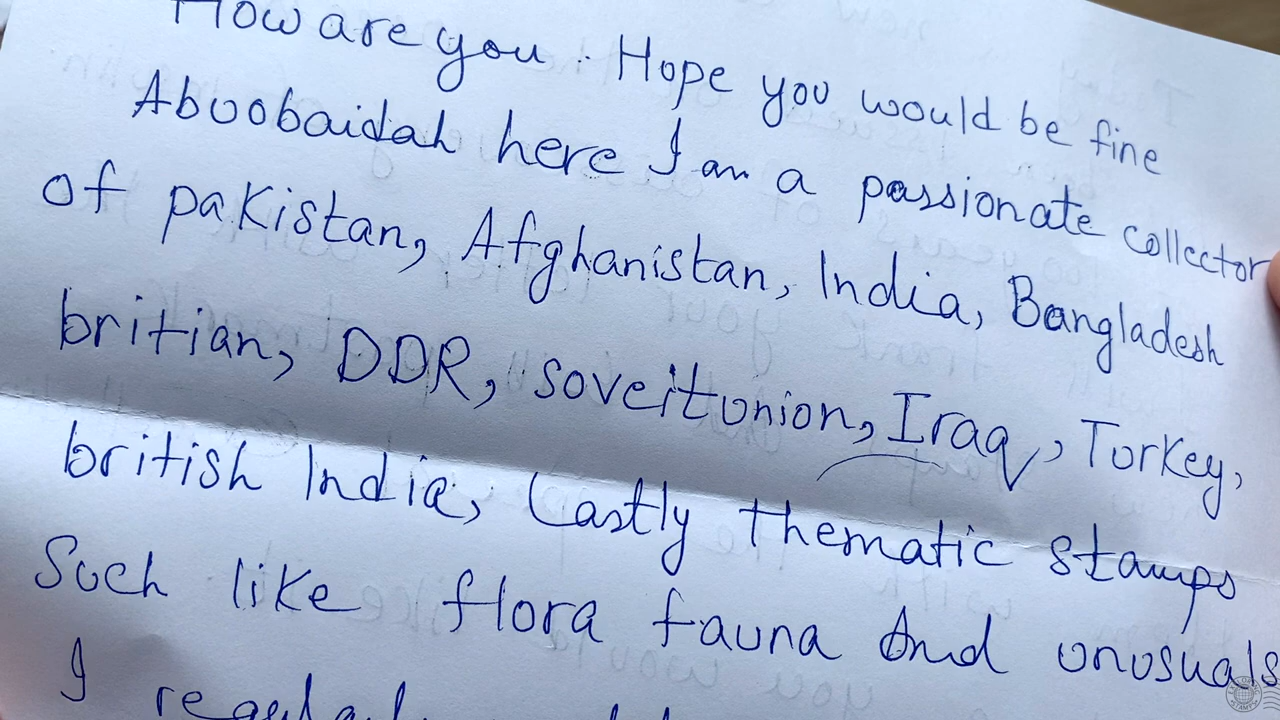 How are you. Hope you would be fine
Abuobaidah here I am a passionate collector
of pakistan, Afghanistan, India, Bangladesh
britian, DDR, soveitunion, Iraq, Turkey,
british India, Lastly thematic stamps
Such like flora fauna And unusuals
I